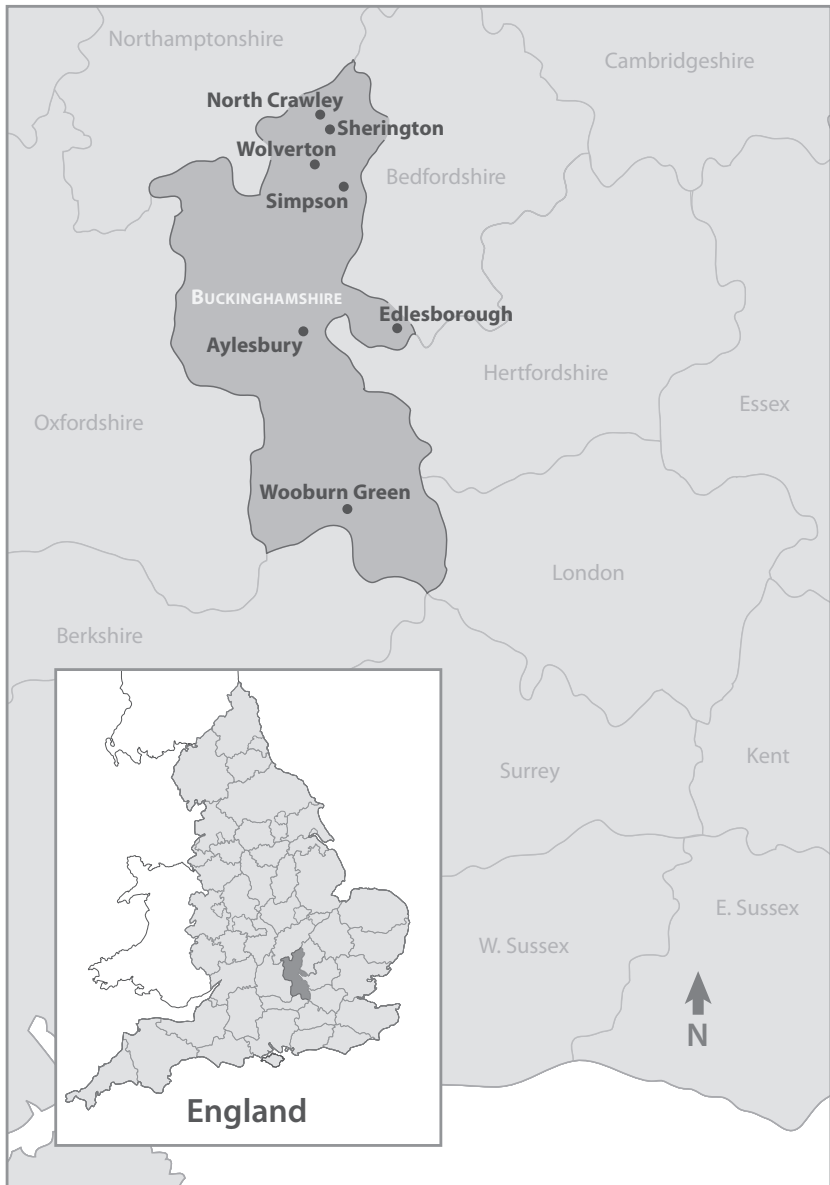 Northamptonshire
Cambridgeshire
North Crawley
Sherington
Wolverton
Bedfordshire
Simpson
BUCKINGHAMSHIRE
Edlesborough
Aylesbury
Hertfordshire
Essex
Oxfordshire
Wooburn Green
London
Berkshire
Surrey
Kent
E. Sussex
W. Sussex
N
England